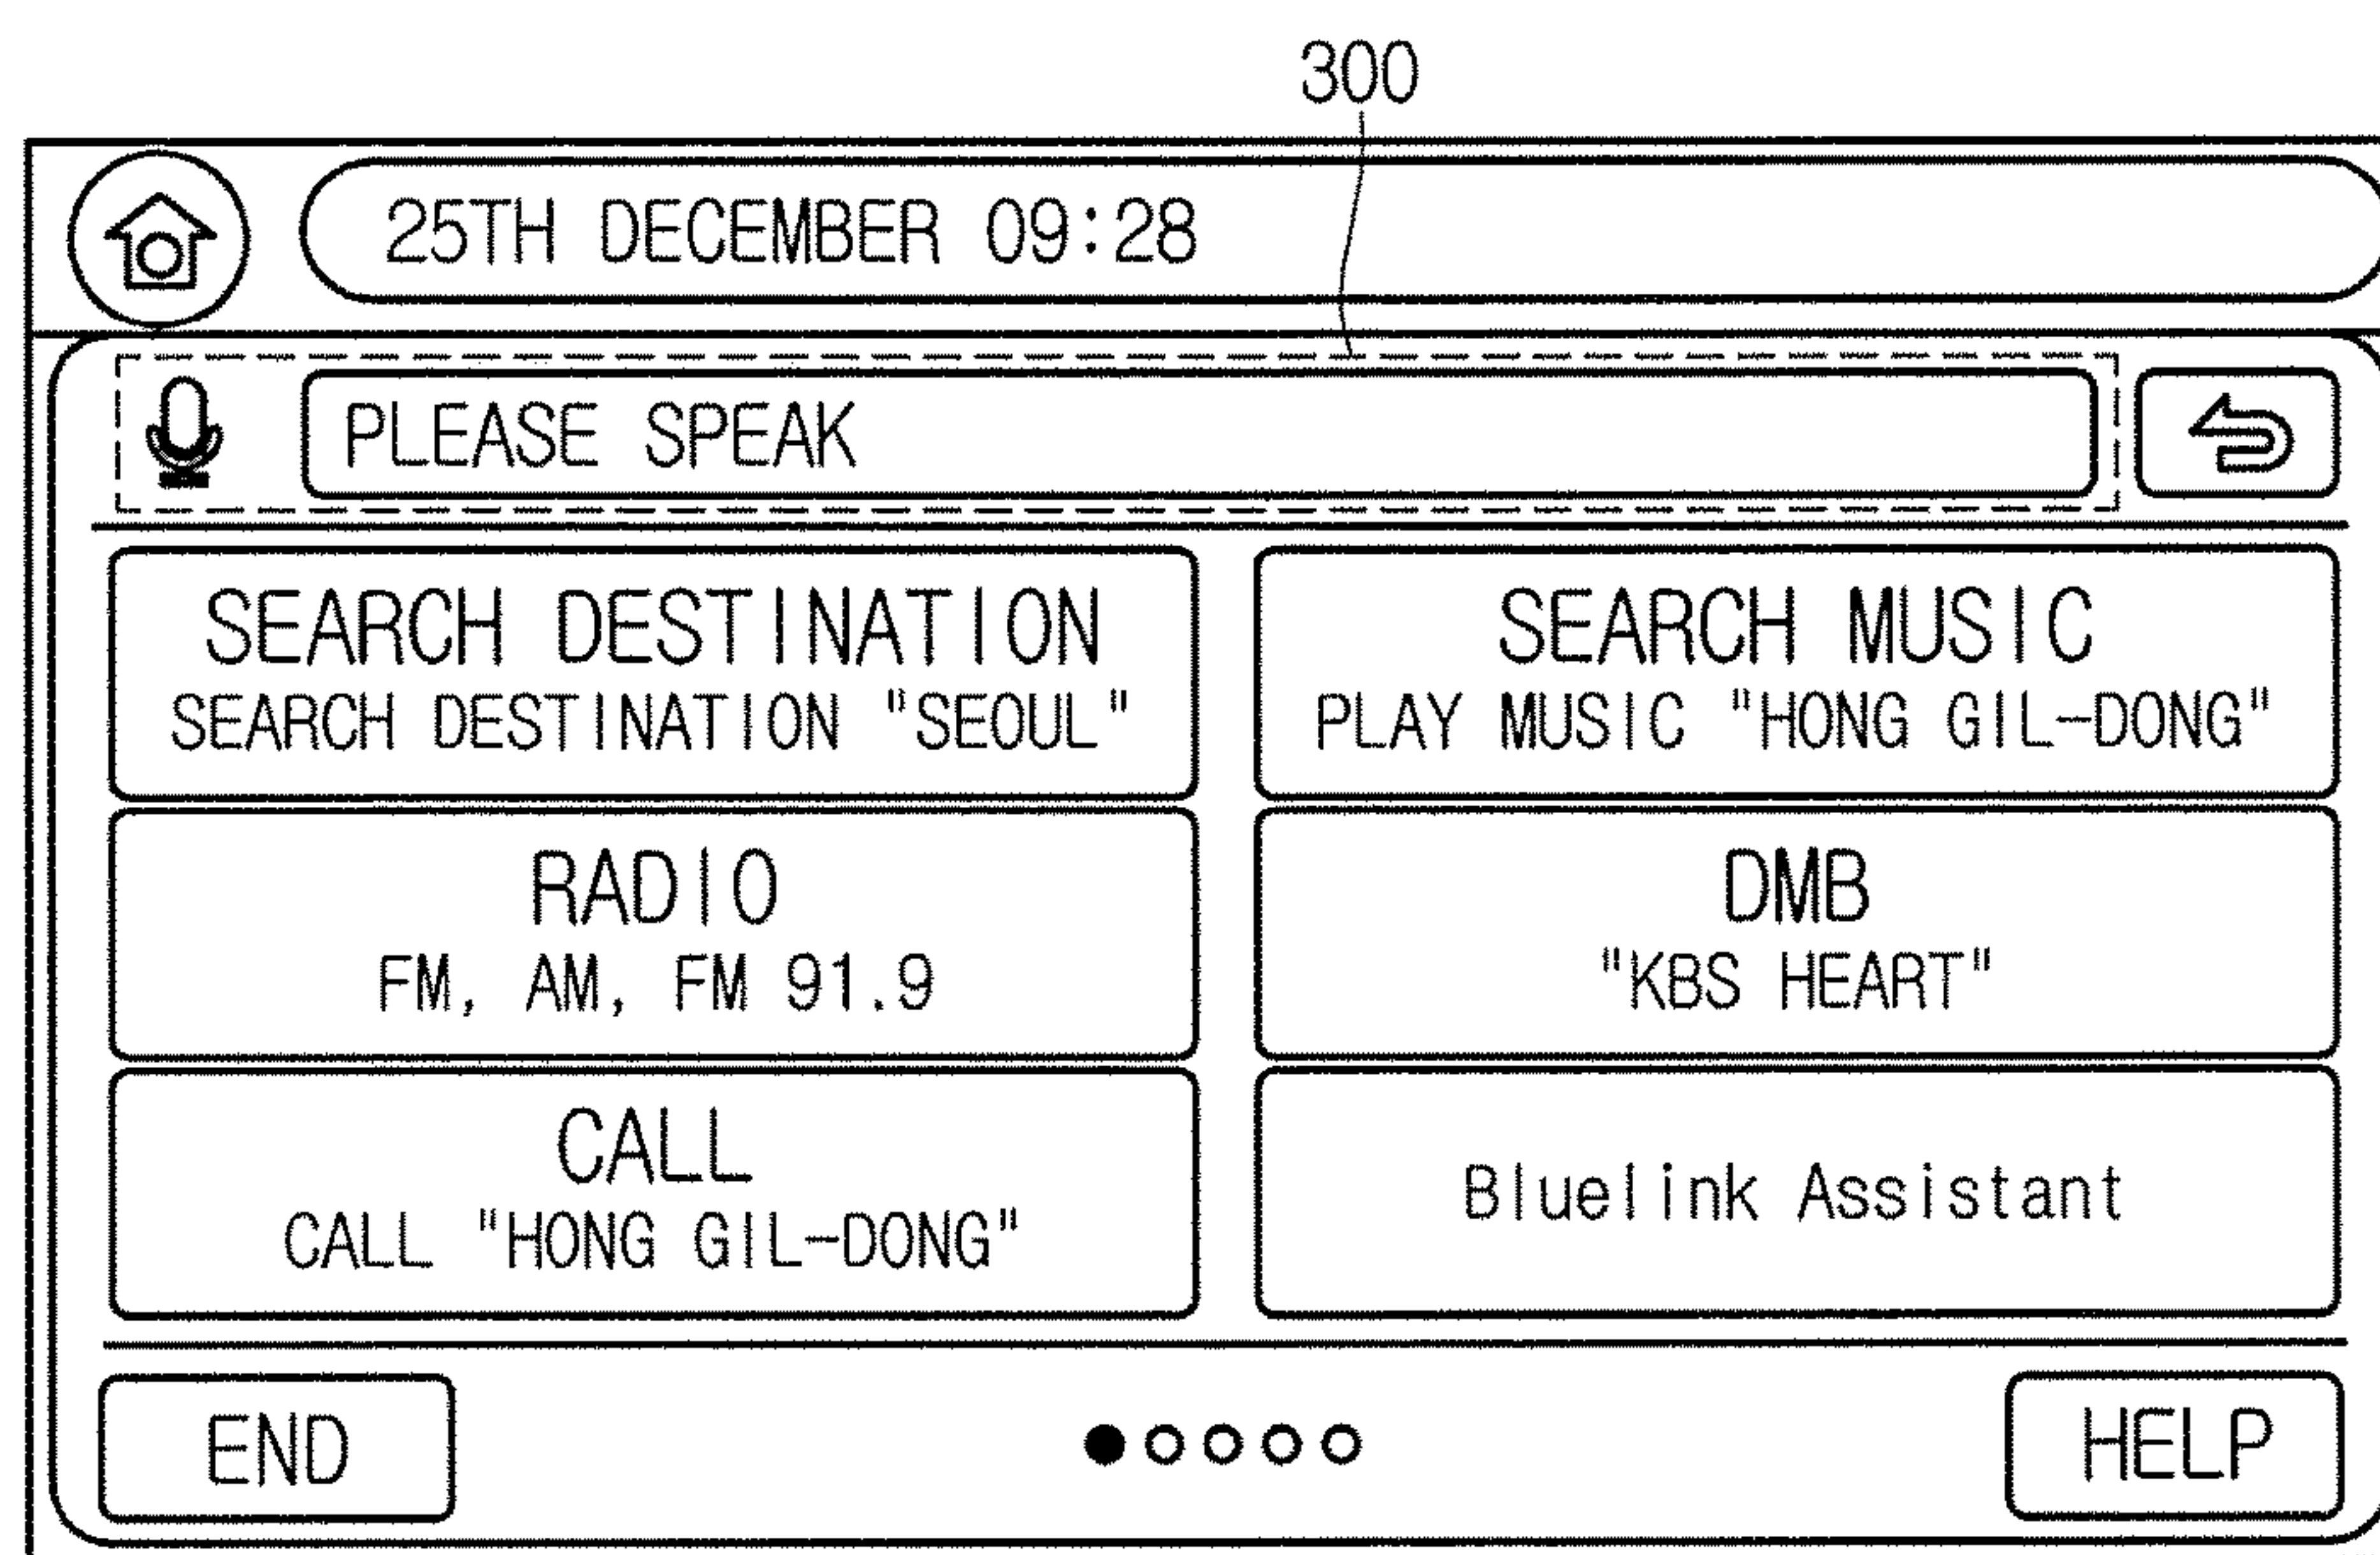 300
25TH DECEMBER 09:28
PLEASE SPEAK
SEARCH DESTINATION
SEARCH DESTINATION "SEOUL"
SEARCH MUSIC
PLAY MUSIC "HONG GIL-DONG"
RADIO
FM, AM, FM 91.9
DMB
"KBS HEART"
CALL
CALL "HONG GIL-DONG"
Bluelink Assistant
END
HELP